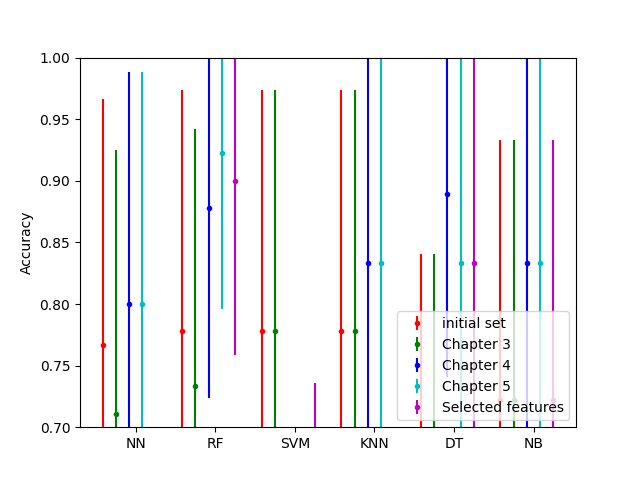 1.00
0.95
0.90
0.85
0.80
0.75
0.70
Accuracy
initial set
Chapter 3
Chapter 4
Chapter 5
Selected features
NN RF SVM KNN DT NB